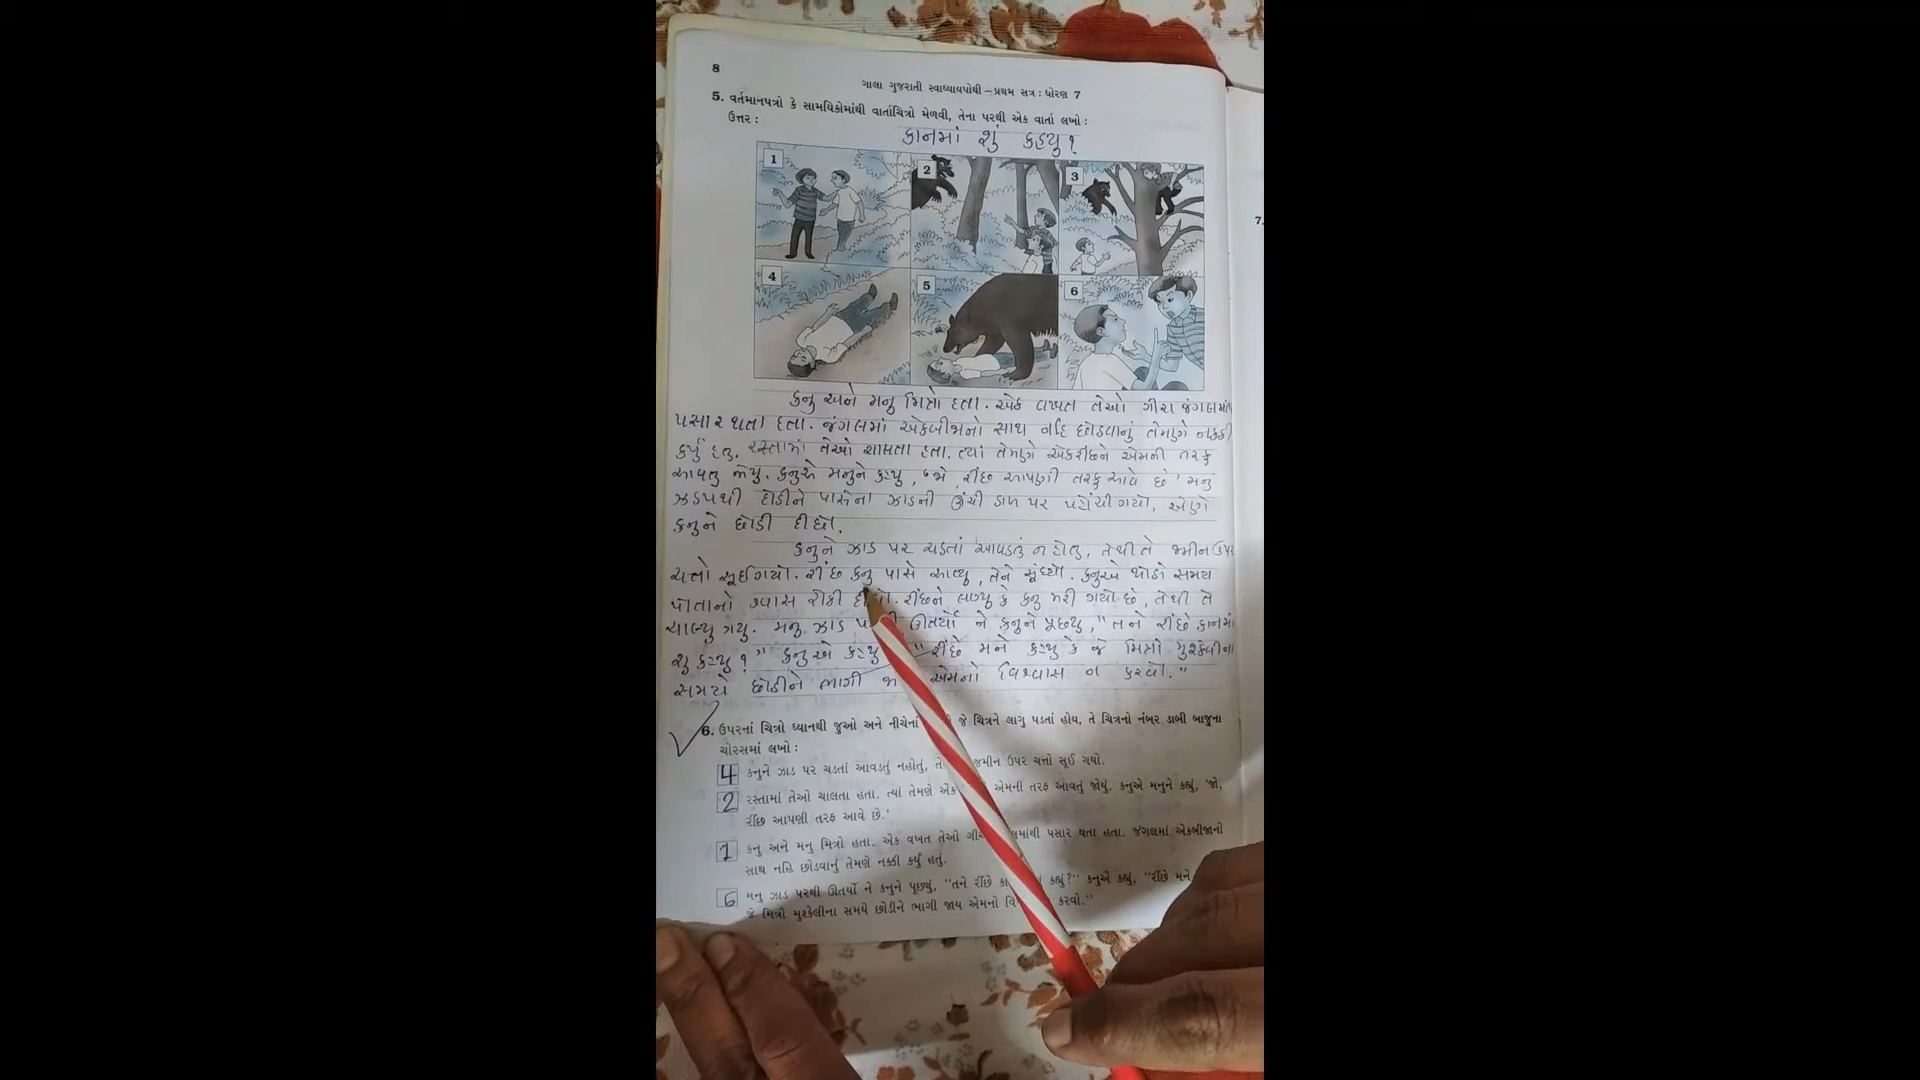 8
ગાલા ગુજરાતી સ્વાધ્યાયપોથી – પ્રથમ સત્ર : ધોરણ 7
5. વર્તમાનપત્રો કે સામયિકોમાંથી વાર્તાચિત્રો મેળવી, તેના પરથી એક વાર્તા લખો :
ઉત્તર :
કાનમાં શું કહ્યુ ?
1
2
3
4
5
6
7.
કનુ અને મનુ મિત્રો હતા. એક વખત તેઓ ગીચ જંગલમાંથી
પસાર થતા હતા. જંગલમાં એકબીજાનો સાથ નહિ છોડવાનું તેમણે નક્કી
કર્યું હતુ. રસ્તામાં તેઓ ચાલતા હતા. ત્યાં તેમણે એક રીંછને એમની તરફ
આવતુ જોયુ. કનુએ મનુને કહ્યુ, 'જો, રીંછ આપણી તરફ આવે છે' મનુ
ઝડપથી દોડીને પાસેના ઝાડની ઊંચી ડાળ પર પહોંચી ગયો, એણે
કનુને છોડી દીધો.
કનુને ઝાડ પર ચડતાં આવડતું ન હોતુ, તેથી તે જમીન ઉપર
ચત્તો સૂઈ ગયો. રીંછ કનુ પાસે આવ્યુ, તેને સૂંઘ્યો. કનુએ થોડો સમય
પોતાનો શ્વાસ રોકી રીંછને લાગ્યુ કે કનુ મરી ગયો છે, તેથી તે
ચાલ્યુ ગયુ. મનુ ઝાડ ઊતર્યો ને કનુને પૂછ્યુ, "તને રીંછે કાનમાં
શુ કહ્યુ ?" કનુએ કહ્યુ "રીંછે મને કહ્યુ કે જે મિત્રો મુશ્કેલીના
સમયે છોડીને ભાગી એમનો વિશ્વાસ ન કરવો."
6. ઉપરનાં ચિત્રો ધ્યાનથી જુઓ અને નીચેનાં જે ચિત્રને લાગુ પડતાં હોય, તે ચિત્રનો નંબર ડાબી બાજુના
ચોરસમાં લખો :
4 કનુને ઝાડ પર ચડતાં આવડતું નહોતું, જમીન ઉપર ચત્તો સૂઈ ગયો.
2 રસ્તામાં તેઓ ચાલતા હતા. ત્યાં તેમણે એક એમની તરફ આવતું જોયું. કનુએ મનુને કહ્યું, 'જો,
રીંછ આપણી તરફ આવે છે.'
1 કનુ અને મનુ મિત્રો હતા. એક વખત તેઓ પસાર થતા હતા. જંગલમાં એકબીજાનો
સાથ નહિ છોડવાનું તેમણે નક્કી કર્યું હતું.
6 મનુ ઝાડ પરથી ઊતર્યો ને કનુને પૂછ્યું, "તને રીંછે કહ્યું?" કનુએ કહ્યું, "રીંછે મને
જે મિત્રો મુશ્કેલીના સમયે છોડીને ભાગી જાય એમનો કરવો."